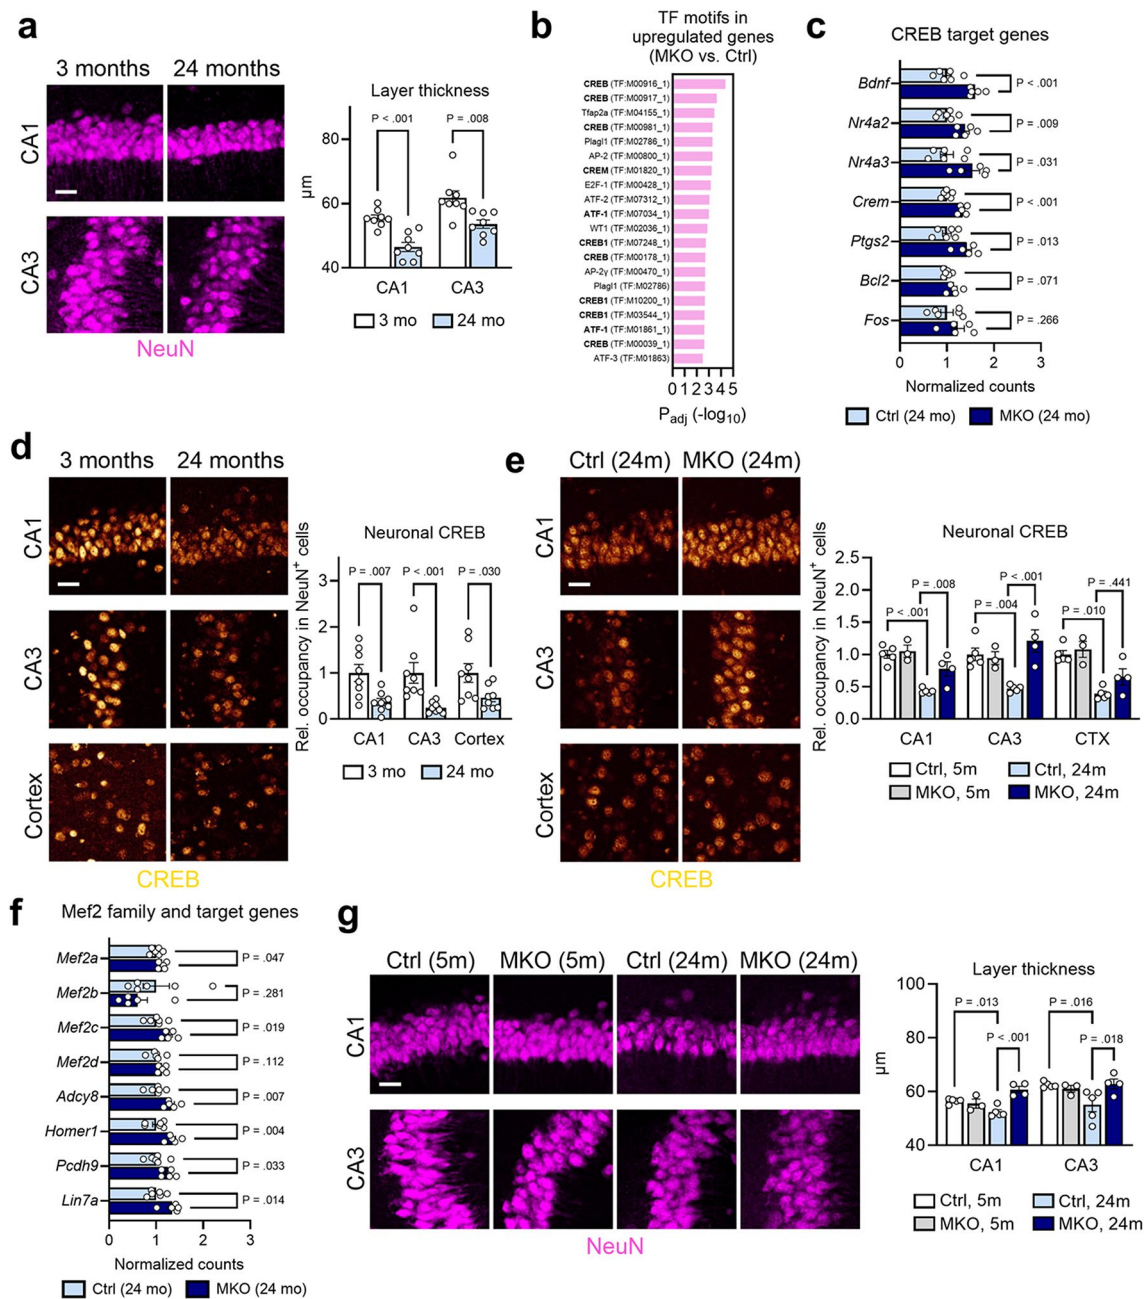 a
3 months 24 months
CA1
CA3
NeuN
Layer thickness
P < .001 P = .008
µm
80
60
40
CA1 CA3
3 mo 24 mo
b
TF motifs in
upregulated genes
(MKO vs. Ctrl)
CREB (TF:M00916_1)
CREB (TF:M00917_1)
Tfap2a (TF:M04155_1)
CREB (TF:M00981_1)
Plagl1 (TF:M02786_1)
AP-2 (TF:M00800_1)
CREM (TF:M01820_1)
E2F-1 (TF:M00428_1)
ATF-2 (TF:M07312_1)
ATF-1 (TF:M07034_1)
WT1 (TF:M02036_1)
CREB1 (TF:M07248_1)
CREB (TF:M00178_1)
AP-2γ (TF:M00470_1)
Plagl1 (TF:M02786)
CREB1 (TF:M10200_1)
CREB1 (TF:M03544_1)
ATF-1 (TF:M01861_1)
CREB (TF:M00039_1)
ATF-3 (TF:M01863)
0 1 2 3 4 5
Padj (-log10)
c
CREB target genes
Bdnf P < .001
Nr4a2 P = .009
Nr4a3 P = .031
Crem P < .001
Ptgs2 P = .013
Bcl2 P = .071
Fos P = .266
0 1 2 3
Normalized counts
Ctrl (24 mo) MKO (24 mo)
d
3 months 24 months
CA1
CA3
Cortex
CREB
Neuronal CREB
Rel. occupancy in NeuN+ cells
P = .007 P < .001 P = .030
3
2
1
0
CA1 CA3 Cortex
3 mo 24 mo
e
Ctrl (24m) MKO (24m)
CA1
CA3
Cortex
CREB
Neuronal CREB
Rel. occupancy in NeuN+ cells
2.5
2.0
1.5
1.0
0.5
0.0
P < .001 P = .008 P = .004 P < .001 P = .010 P = .441
CA1 CA3 CTX
Ctrl, 5m Ctrl, 24m
MKO, 5m MKO, 24m
f
Mef2 family and target genes
Mef2a P = .047
Mef2b P = .281
Mef2c P = .019
Mef2d P = .112
Adcy8 P = .007
Homer1 P = .004
Pcdh9 P = .033
Lin7a P = .014
0 1 2 3
Normalized counts
Ctrl (24 mo) MKO (24 mo)
g
Ctrl (5m) MKO (5m) Ctrl (24m) MKO (24m)
CA1
CA3
NeuN
Layer thickness
µm
100
80
60
40
P = .013 P < .001 P = .016 P = .018
CA1 CA3
Ctrl, 5m Ctrl, 24m
MKO, 5m MKO, 24m